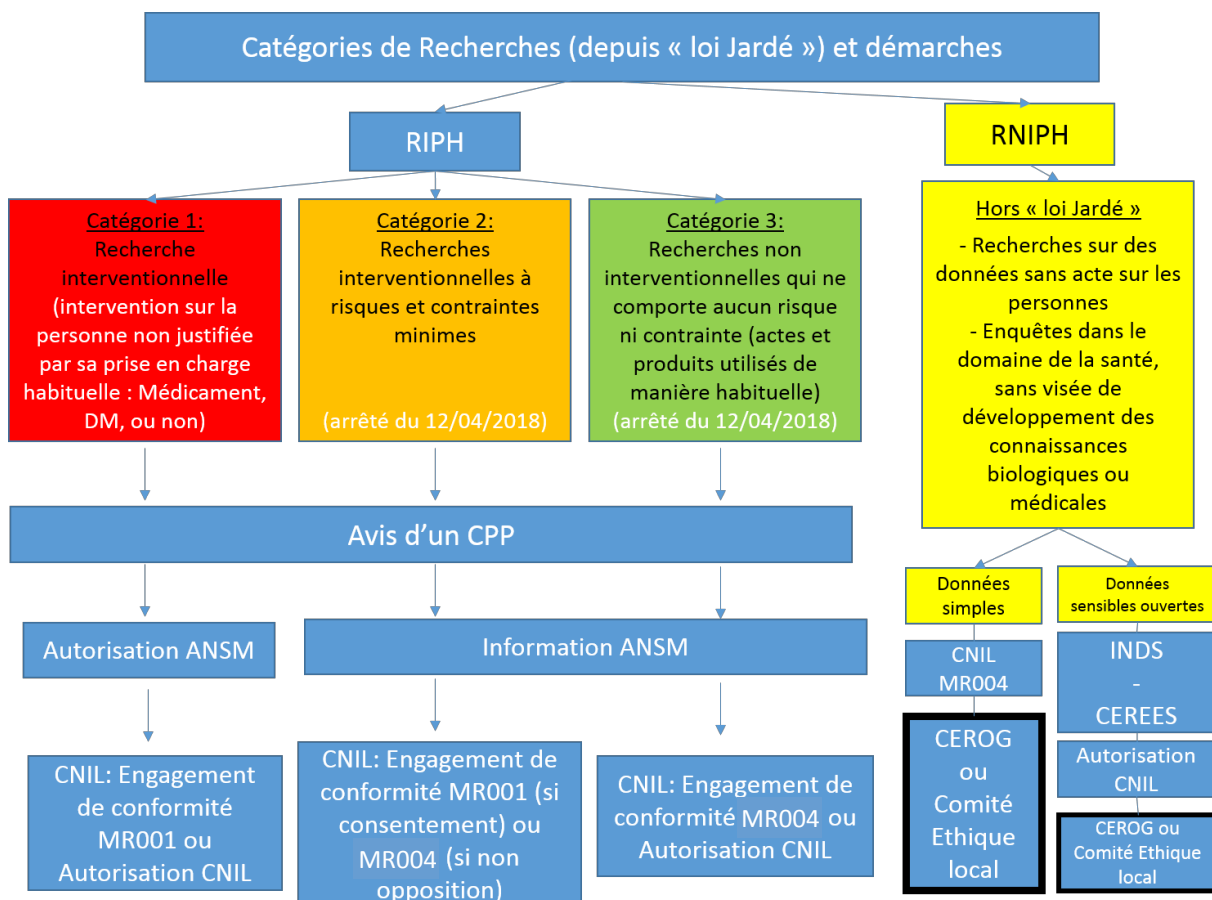 Catégories de Recherches (depuis « loi Jardé ») et démarches
RIPH
RNIPH
Catégorie 1:
Recherche
interventionnelle
(intervention sur la
personne non justifiée
par sa prise en charge
habituelle : Médicament,
DM, ou non)
Catégorie 2:
Recherches
interventionnelles à
risques et contraintes
minimes
(arrêté du 12/04/2018)
Catégorie 3:
Recherches non
interventionnelles qui ne
comporte aucun risque
ni contrainte (actes et
produits utilisés de
manière habituelle)
(arrêté du 12/04/2018)
Hors « loi Jardé »
- Recherches sur des
données sans acte sur les
personnes
- Enquêtes dans le
domaine de la santé,
sans visée de
développement des
connaissances
biologiques ou
médicales
Avis d’un CPP
Autorisation ANSM
Information ANSM
CNIL: Engagement
de conformité
MR001 ou
Autorisation CNIL
CNIL: Engagement de
conformité MR001 (si
consentement) ou
MR004 (si non
opposition)
CNIL: Engagement de
conformité MR004 ou
Autorisation CNIL
Données
simples
CNIL
MR004
CEROG
ou
Comité
Ethique
local
Données
sensibles ouvertes
INDS
-
CEREES
Autorisation
CNIL
CEROG ou
Comité Ethique
local